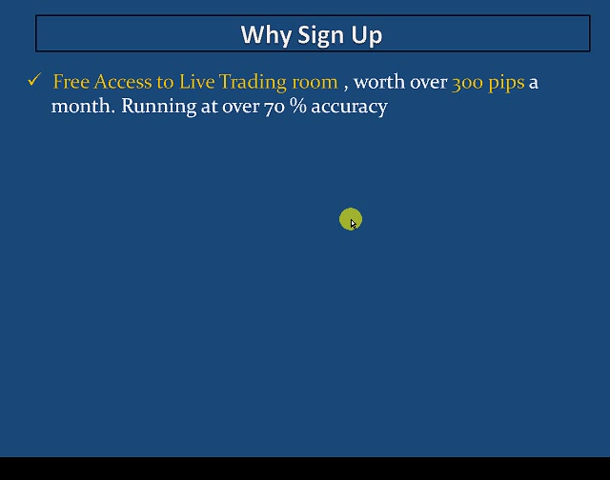 Why Sign Up
✓ Free Access to Live Trading room , worth over 300 pips a
month. Running at over 70 % accuracy